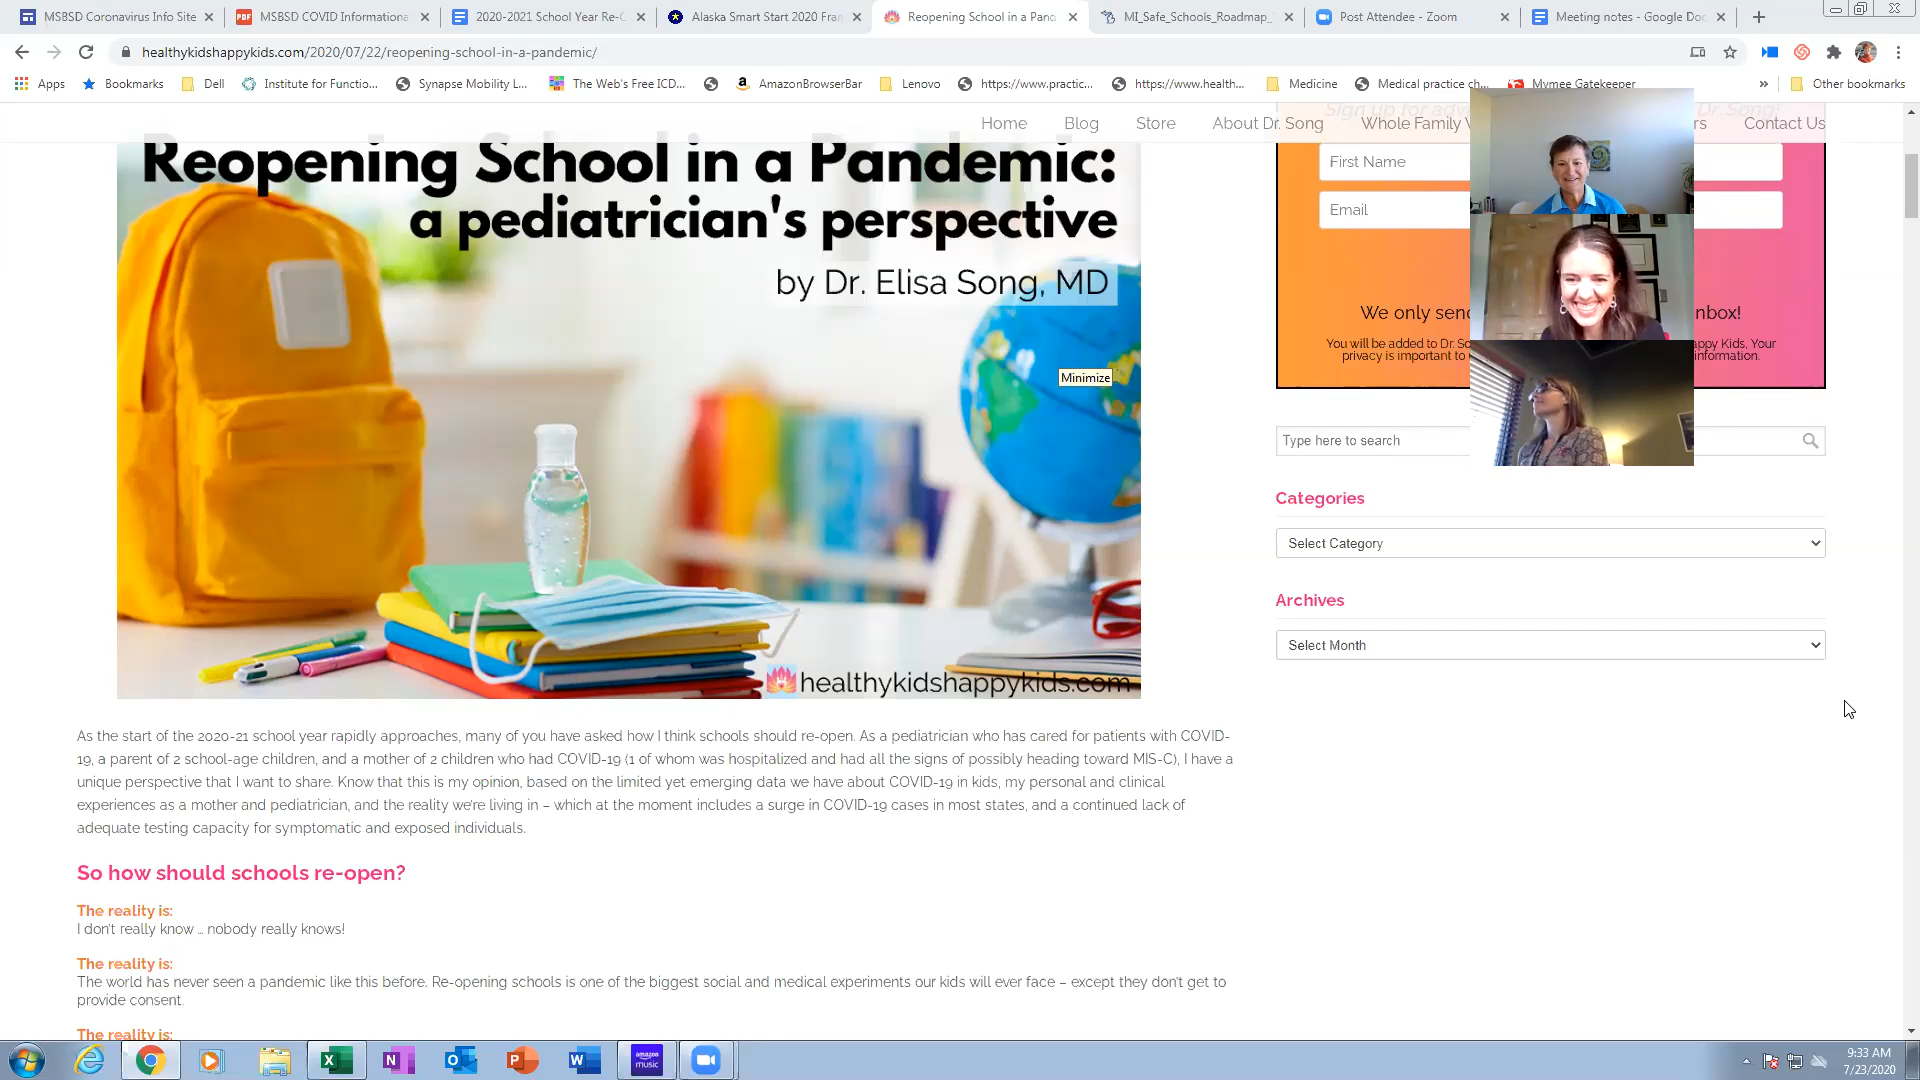 MSBSD Coronavirus Info Site
MSBSD COVID Informational
2020-2021 School Year Re-O
Alaska Smart Start 2020 Fran
Reopening School in a Pand
MI_Safe_Schools_Roadmap_
Post Attendee - Zoom
Meeting notes - Google Doc
healthykidshappykids.com/2020/07/22/reopening-school-in-a-pandemic/
Apps
Bookmarks
Dell
Institute for Functio...
Synapse Mobility L...
The Web's Free ICD...
AmazonBrowserBar
Lenovo
https://www.practic...
https://www.health...
Medicine
Medical practice ch...
Mymee Gatekeeper
»
Other bookmarks
Home
Blog
Store
About Dr. Song
Whole Family W
rs
Contact Us
Sign up for adv
Dr. Song!
First Name
Email
We only send
nbox!
You will be added to Dr. So
appy Kids, Your
privacy is important to
information.
Reopening School in a Pandemic:
a pediatrician's perspective
by Dr. Elisa Song, MD
Minimize
healthykidshappykids.com
Type here to search
Categories
Select Category
Archives
Select Month
As the start of the 2020-21 school year rapidly approaches, many of you have asked how I think schools should re-open. As a pediatrician who has cared for patients with COVID-
19, a parent of 2 school-age children, and a mother of 2 children who had COVID-19 (1 of whom was hospitalized and had all the signs of possibly heading toward MIS-C), I have a
unique perspective that I want to share. Know that this is my opinion, based on the limited yet emerging data we have about COVID-19 in kids, my personal and clinical
experiences as a mother and pediatrician, and the reality we're living in – which at the moment includes a surge in COVID-19 cases in most states, and a continued lack of
adequate testing capacity for symptomatic and exposed individuals.
So how should schools re-open?
The reality is:
I don't really know … nobody really knows!
The reality is:
The world has never seen a pandemic like this before. Re-opening schools is one of the biggest social and medical experiments our kids will ever face – except they don't get to
provide consent.
The reality is:
amazon
music
9:33 AM
7/23/2020